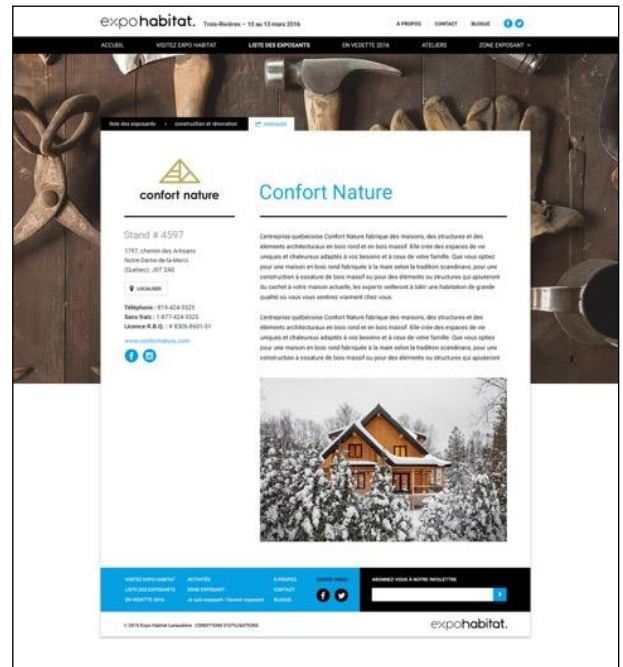 expohabitat. Trois-Rivières – 10 au 13 mars 2016
À PROPOS CONTACT BLOGUE
ACCUEIL VISITEZ EXPO HABITAT LISTE DES EXPOSANTS EN VEDETTE 2016 ATELIERS ZONE EXPOSANT
liste des exposants > construction et rénovation PARTAGER
confort nature
Confort Nature
Stand # 4597
1797, chemin des Artisans
Notre-Dame-de-la-Merci
(Québec) J0T 2A0
LOCALISER
Téléphone : 819-424-5525
Sans frais : 1-877-424-5525
Licence R.B.Q. : # 8306-8601-51
www.confortnature.com
L'entreprise québécoise Confort Nature fabrique des maisons, des structures et des
éléments architecturaux en bois rond et en bois massif. Elle crée des espaces de vie
uniques et chaleureux adaptés à vos besoins et à ceux de votre famille. Que vous optiez
pour une maison en bois rond fabriquée à la main selon la tradition scandinave, pour une
construction à ossature de bois massif ou pour des éléments ou structures qui ajouteront
du cachet à votre maison actuelle, les experts veilleront à bâtir une habitation de grande
qualité où vous vous sentirez vraiment chez vous.
L'entreprise québécoise Confort Nature fabrique des maisons, des structures et des
éléments architecturaux en bois rond et en bois massif. Elle crée des espaces de vie
uniques et chaleureux adaptés à vos besoins et à ceux de votre famille. Que vous optiez
pour une maison en bois rond fabriquée à la main selon la tradition scandinave, pour une
construction à ossature de bois massif ou pour des éléments ou structures qui ajouteront
VISITEZ EXPO HABITAT ACTIVITÉS À PROPOS SUIVEZ-NOUS ABONNEZ-VOUS À NOTRE INFOLETTRE
LISTE DES EXPOSANTS ZONE EXPOSANT CONTACT
EN VEDETTE 2016 Je suis exposant / Devenir exposant BLOGUE
© 2015 Expo Habitat Lanaudière CONDITIONS D'UTILISATIONS
expohabitat.